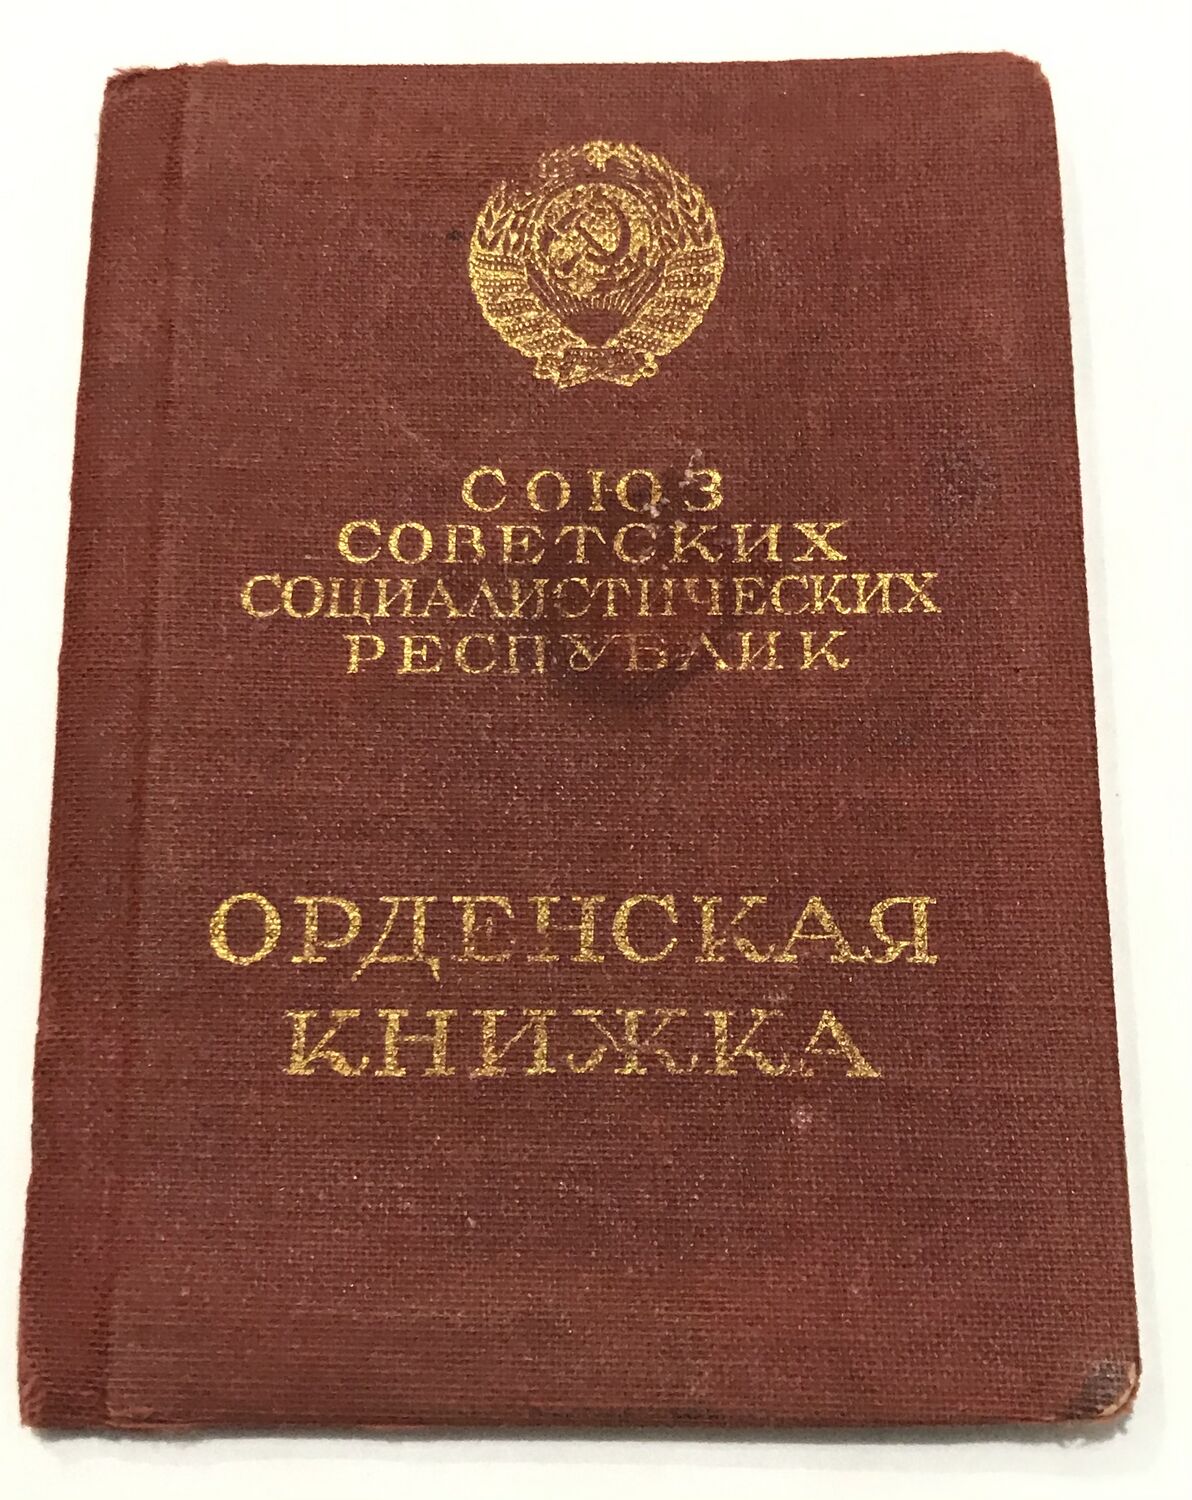 СОЮЗ
СОВЕТСКИХ
СОЦИАЛИСТИЧЕСКИХ
РЕСПУБЛИК
ОРДЕНСКАЯ
КНИЖКА